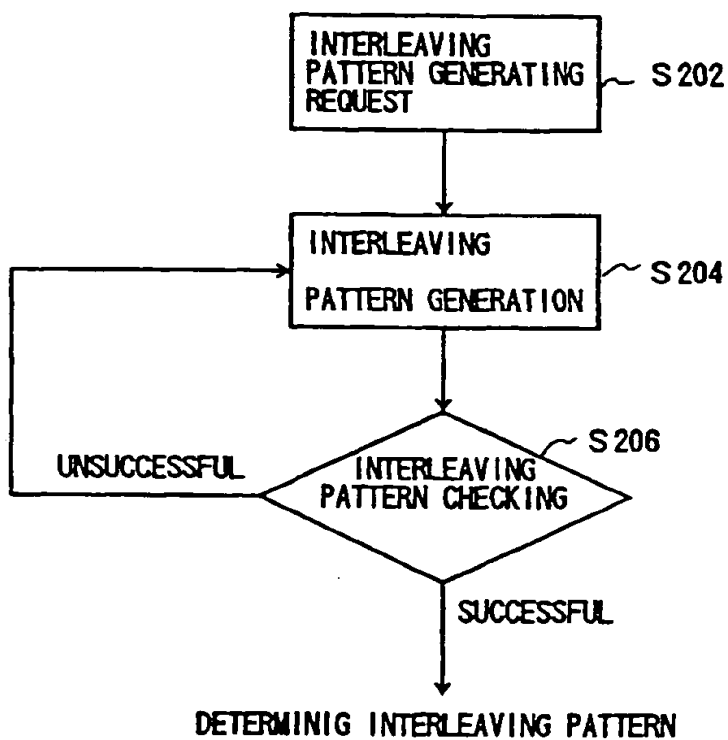 INTERLEAVING
PATTERN GENERATING
REQUEST
S202
INTERLEAVING
PATTERN GENERATION
S204
S206
UNSUCCESSFUL
INTERLEAVING
PATTERN CHECKING
SUCCESSFUL
DETERMINIG INTERLEAVING PATTERN